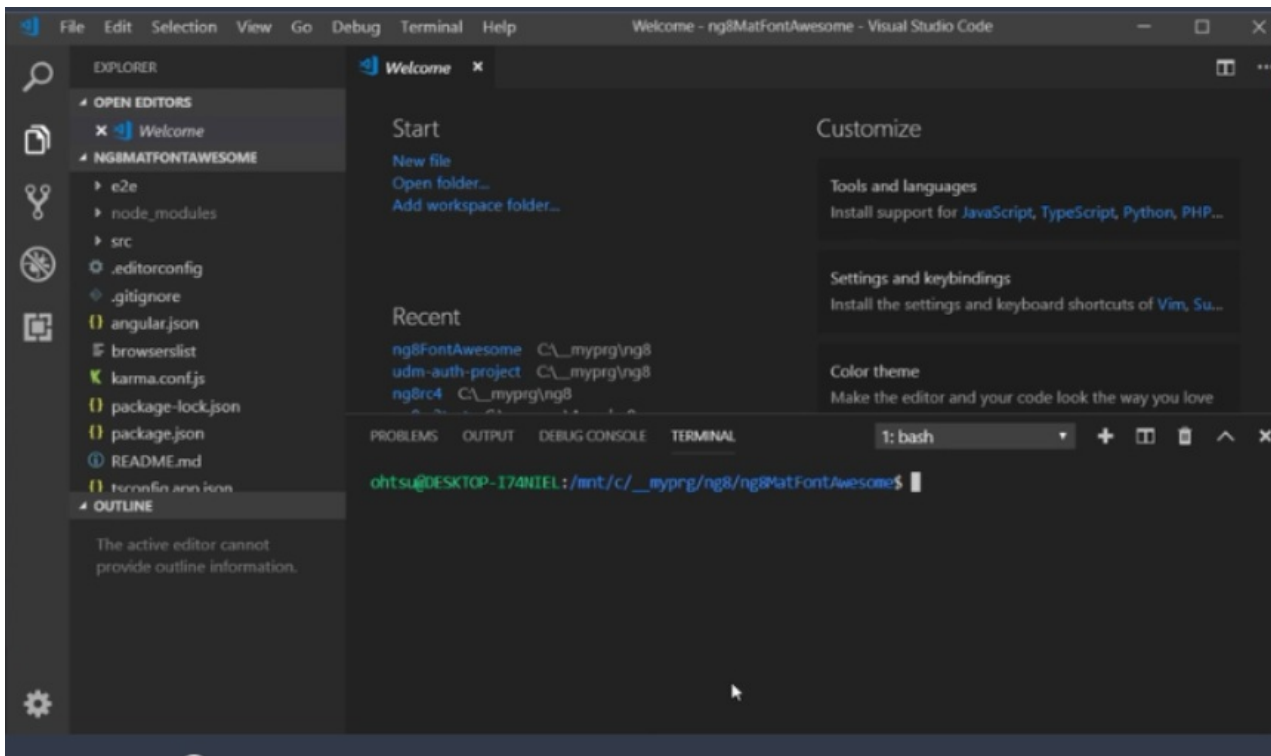 File Edit Selection View Go Debug Terminal Help
Welcome - ng8MatFontAwesome - Visual Studio Code
EXPLORER
OPEN EDITORS
Welcome
NG8MATFONTAWESOME
e2e
node_modules
src
.editorconfig
.gitignore
angular.json
browserslist
karma.conf.js
package-lock.json
package.json
README.md
tsconfig.app.json
OUTLINE
The active editor cannot
provide outline information.
Welcome
Start
New file
Open folder...
Add workspace folder...
Recent
ng8FontAwesome C:\__myprg\ng8
udm-auth-project C:\__myprg\ng8
ng8rc4 C:\__myprg\ng8
Customize
Tools and languages
Install support for JavaScript, TypeScript, Python, PHP...
Settings and keybindings
Install the settings and keyboard shortcuts of Vim, Su...
Color theme
Make the editor and your code look the way you love
PROBLEMS OUTPUT DEBUG CONSOLE TERMINAL
1: bash
ohtsu@DESKTOP-I74NIEL:/mnt/c/__myprg/ng8/ng8MatFontAwesome$